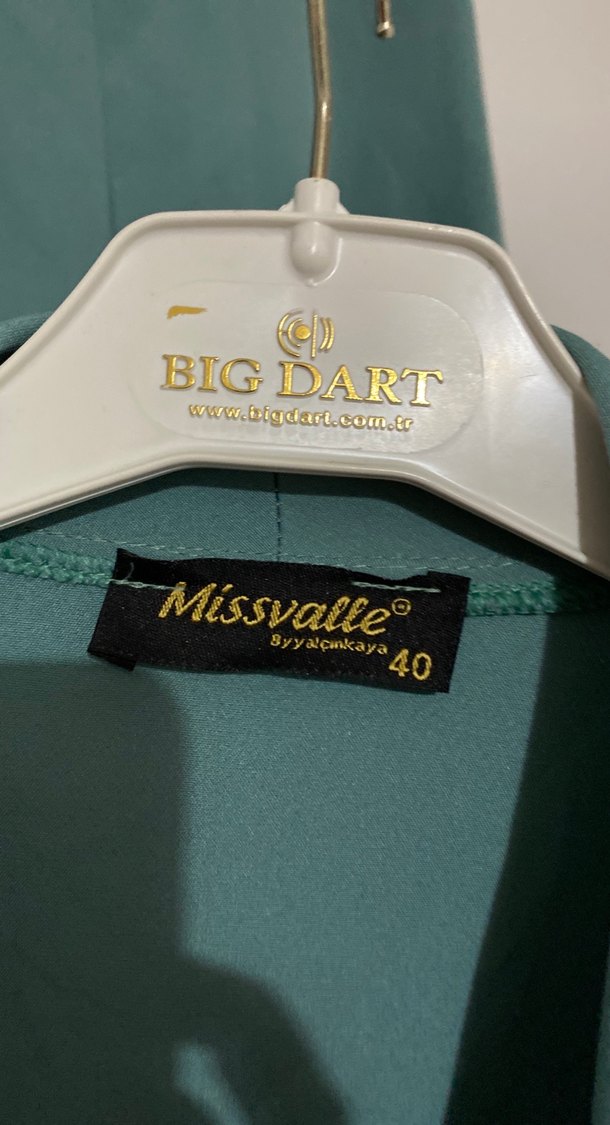 BIG DART
www.bigdart.com.tr
Missvalle®
Byyalçınkaya
40